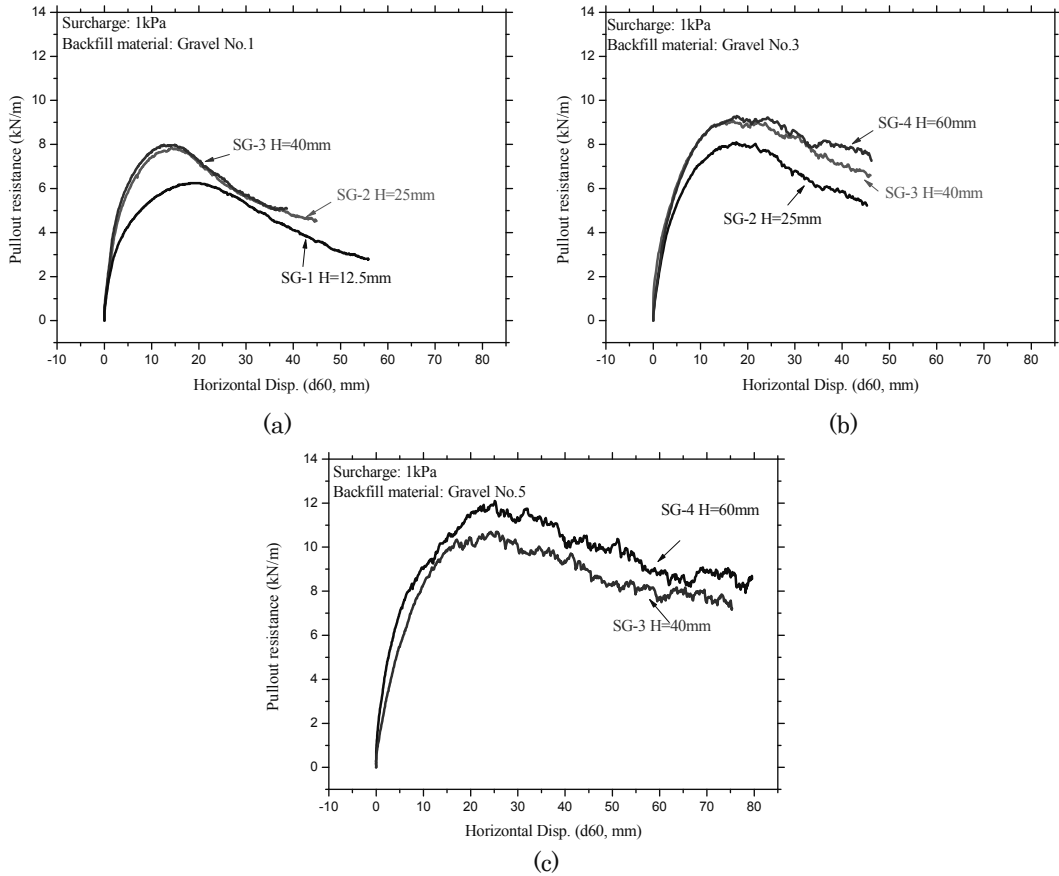 Surcharge: 1kPa
Backfill material: Gravel No.1
14
12
10
8
6
4
2
0
Pullout resistance (kN/m)
SG-3 H=40mm
SG-2 H=25mm
SG-1 H=12.5mm
-10 0 10 20 30 40 50 60 70 80
Horizontal Disp. (d60, mm)
(a)
Surcharge: 1kPa
Backfill material: Gravel No.3
14
12
10
8
6
4
2
0
Pullout resistance (kN/m)
SG-4 H=60mm
SG-3 H=40mm
SG-2 H=25mm
-10 0 10 20 30 40 50 60 70 80
Horizontal Disp. (d60, mm)
(b)
Surcharge: 1kPa
Backfill material: Gravel No.5
14
12
10
8
6
4
2
0
Pullout resistance (kN/m)
SG-4 H=60mm
SG-3 H=40mm
-10 0 10 20 30 40 50 60 70 80
Horizontal Disp. (d60, mm)
(c)